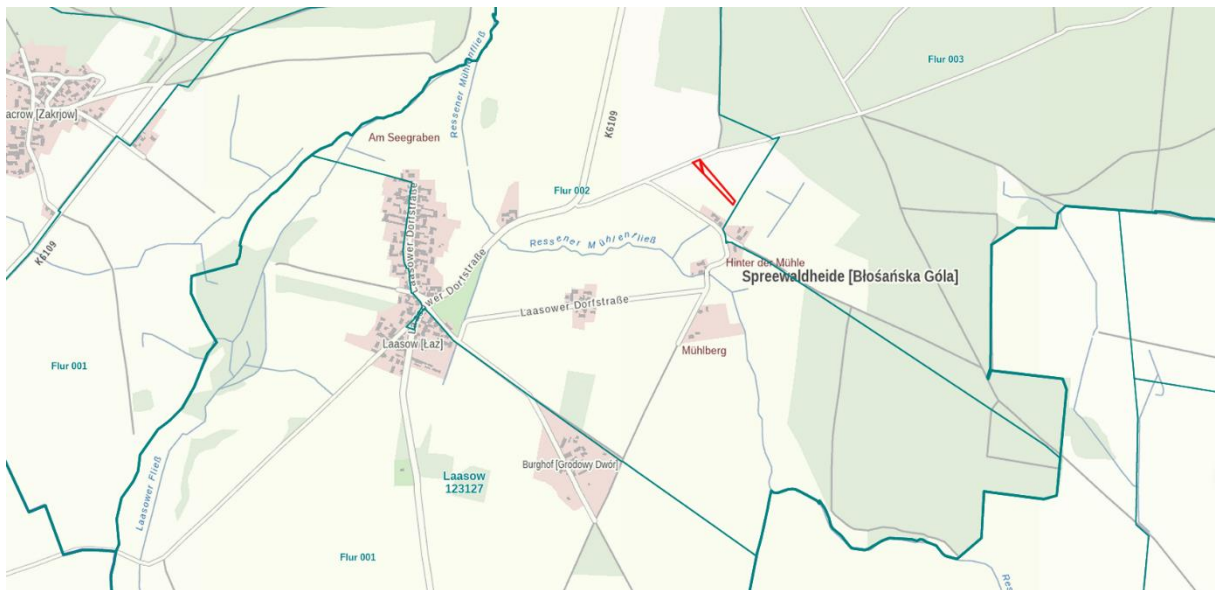 Flur 003
acrow [Zakrjow]
Ressener Mühlenfließ
K6109
Am Seegraben
Flur 002
Laasower Dorfstraße
Ressener Mühlenfließ
K6109
Hinter der Mühle
Spreewaldheide [Błośańska Góla]
Laasower Dorfstraße
Laasow [Łaz]
Mühlberg
Flur 001
Burghof [Grodowy Dwór]
Laasow
123127
Laasower Fließ
Flur 001